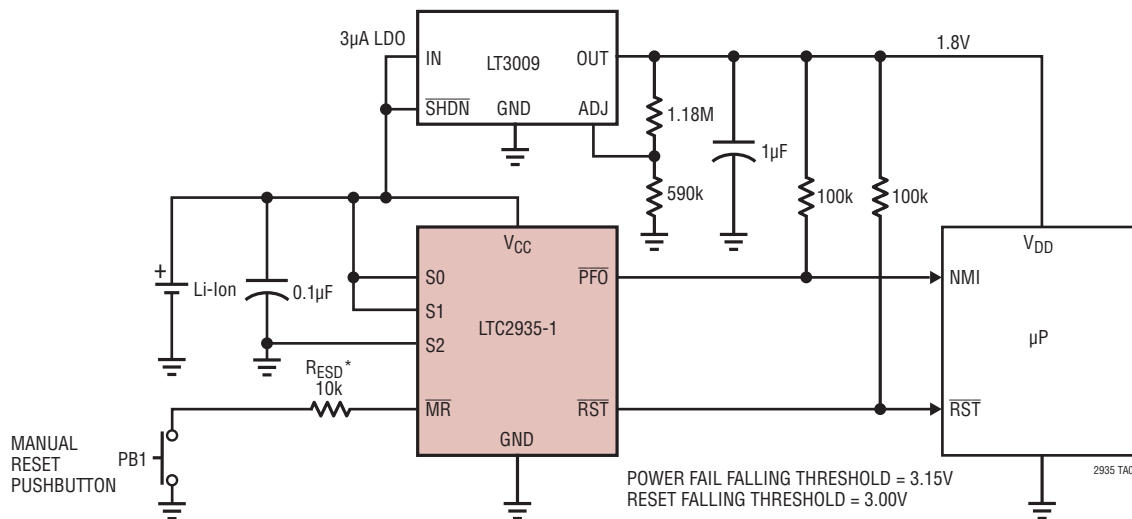 3µA LDO
IN
LT3009
OUT
1.8V
SHDN
GND
ADJ
1.18M
1µF
590k
100k
100k
VCC
VDD
+
Li-Ion
0.1µF
S0
PFO
NMI
S1
LTC2935-1
µP
S2
RESD*
10k
MR
RST
RST
GND
MANUAL
RESET
PUSHBUTTON
PB1
POWER FAIL FALLING THRESHOLD = 3.15V
RESET FALLING THRESHOLD = 3.00V
2935